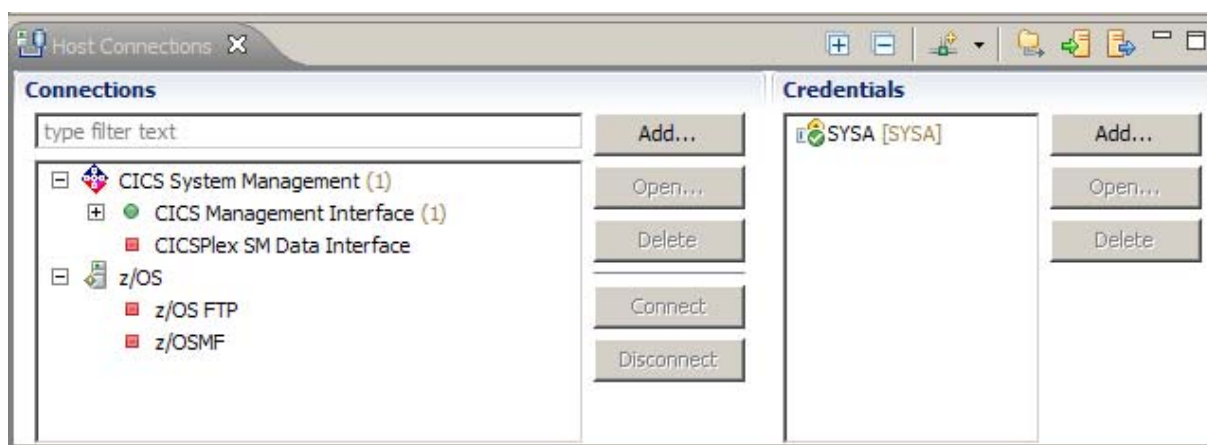 Host Connections
Connections
type filter text
Add...
CICS System Management (1)
Open...
CICS Management Interface (1)
CICSPlex SM Data Interface
Delete
z/OS
z/OS FTP
Connect
z/OSMF
Disconnect
Credentials
SYSA [SYSA]
Add...
Open...
Delete